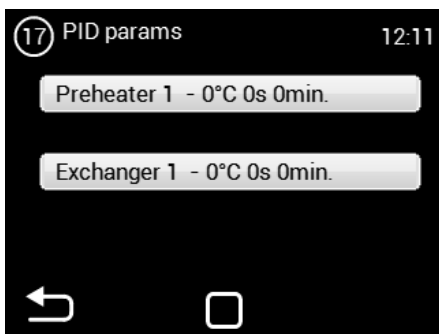 17 PID params 12:11
Preheater 1 - 0°C 0s 0min.
Exchanger 1 - 0°C 0s 0min.